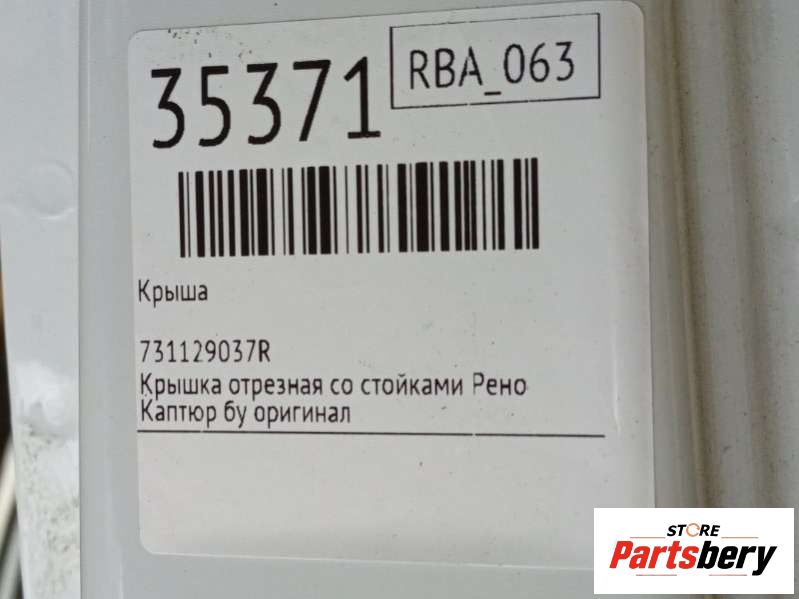 35371
RBA_063
Крыша
731129037R
Крышка отрезная со стойками Рено
Каптюр бу оригинал
STORE
Partsbery